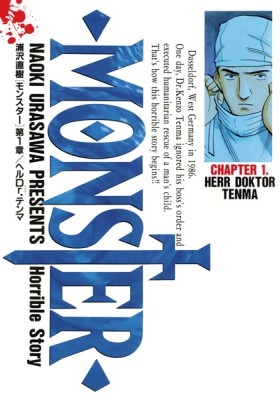 CHAPTER 1.
HERR DOKTOR
TENMA
Dusseldorf, West Germany in 1986.
One day, Dr.Kenzo Tenma ignored his boss's order and
executed humanitarian rescue of a man's child.
That's how this horrible story begins!!
MONSTER
NAOKI URASAWA PRESENTS Horrible Story
浦沢直樹[モンスター]第1章/ヘルDr.テンマ